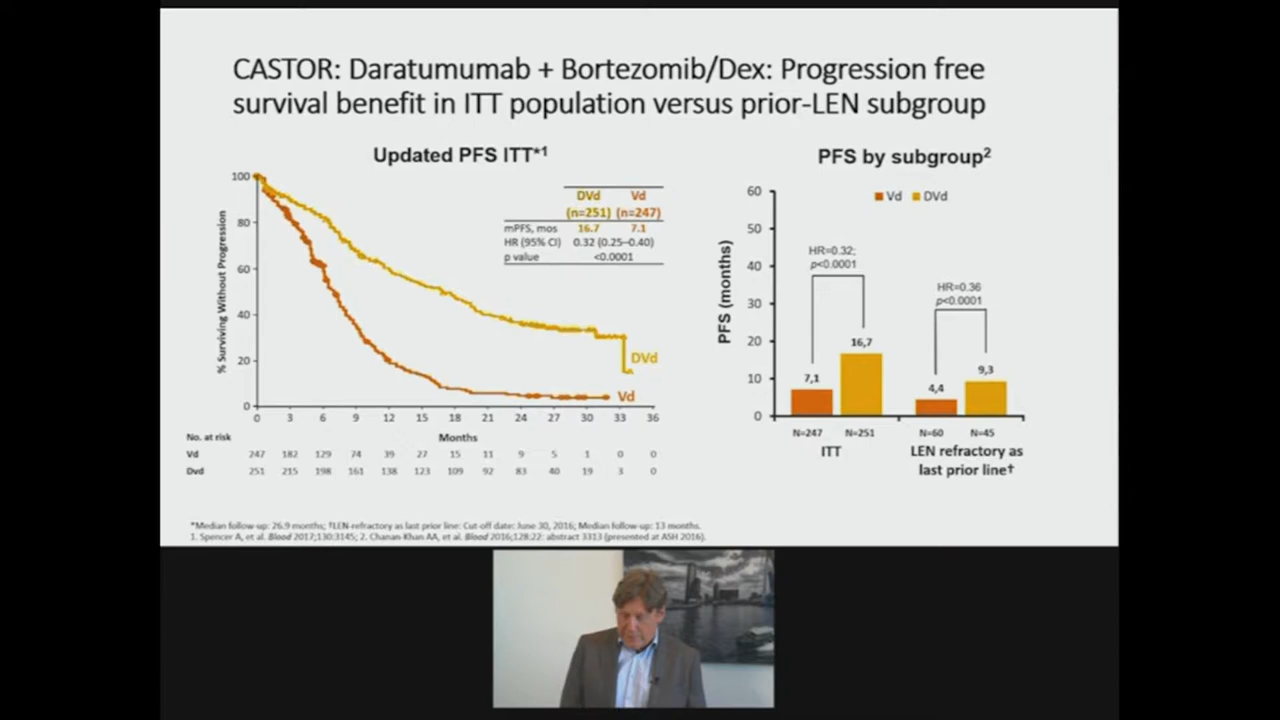 CASTOR: Daratumumab + Bortezomib/Dex: Progression free
survival benefit in ITT population versus prior-LEN subgroup
Updated PFS ITT*1
% Surviving Without Progression
100
80
60
40
20
0
DVd Vd
(n=251) (n=247)
mPFS, mos 16.7 7.1
HR (95% CI) 0.32 (0.25–0.40)
p value <0.0001
DVd
Vd
0 3 6 9 12 15 18 21 24 27 30 33 36
Months
No. at risk
Vd 247 182 129 74 39 27 15 11 9 5 1 0 0
Dvd 251 215 198 161 138 123 109 92 83 40 19 3 0
PFS by subgroup2
PFS (months)
60
50
40
30
20
10
0
Vd DVd
HR=0.32;
p<0.0001
HR=0.36
p<0.0001
7,1
16,7
4,4
9,3
N=247 N=251 N=60 N=45
ITT
LEN refractory as
last prior line†
*Median follow-up: 26.9 months; †LEN-refractory as last prior line: Cut-off date: June 30, 2016; Median follow-up: 13 months.
1. Spencer A, et al. Blood 2017;130:3145; 2. Chanan-Khan AA, et al. Blood 2016;128:22: abstract 3313 (presented at ASH 2016).